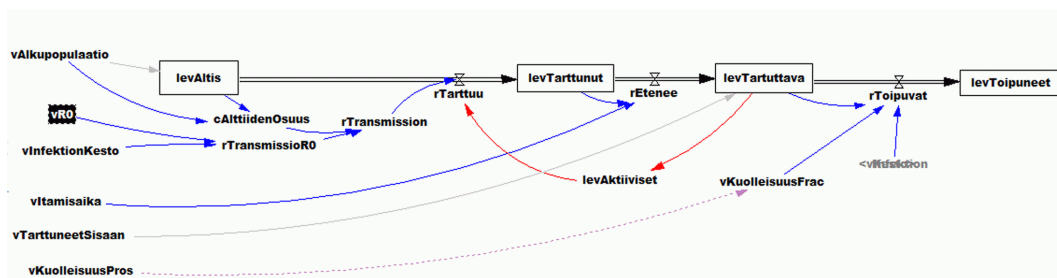 vAlkupopulaatio
levAltis
levTarttunut
levTartuttava
levToipuneet
rTarttuu
rEtenee
rToipuvat
vR0
cAlttiidenOsuus
rTransmission
vInfektionKesto
rTransmissioR0
levAktiiviset
vKuolleisuusFrac
vItamisaika
vTarttuneetSisaan
vKuolleisuusPros